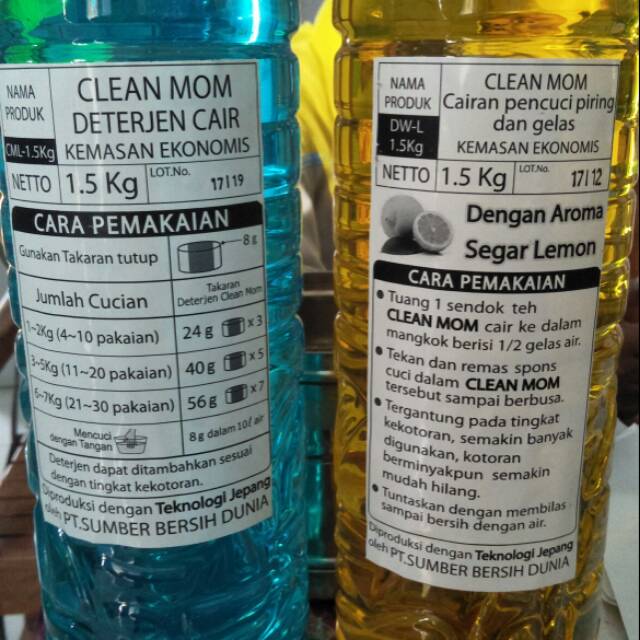 NAMA
PRODUK
CLEAN MOM
DETERJEN CAIR
CML-1.5Kg
KEMASAN EKONOMIS
NETTO
1.5 Kg
LOT.No.
17119
CARA PEMAKAIAN
Gunakan Takaran tutup
8 g
Jumlah Cucian
Takaran
Deterjen Clean Mom
1~2Kg (4~10 pakaian)
24 g x 3
3~5Kg (11~20 pakaian)
40 g x 5
6~7Kg (21~30 pakaian)
56 g x 7
Mencuci
dengan Tangan
8 g dalam 10ℓ air
Deterjen dapat ditambahkan sesuai
dengan tingkat kekotoran.
Diproduksi dengan Teknologi Jepang
oleh PT.SUMBER BERSIH DUNIA
NAMA
PRODUK
CLEAN MOM
Cairan pencuci piring
dan gelas
DW-L
1.5Kg
KEMASAN EKONOMIS
NETTO
1.5 Kg
LOT.No.
17112
Dengan Aroma
Segar Lemon
CARA PEMAKAIAN
• Tuang 1 sendok teh
CLEAN MOM cair ke dalam
mangkok berisi 1/2 gelas air.
• Tekan dan remas spons
cuci dalam CLEAN MOM
tersebut sampai berbusa.
• Tergantung pada tingkat
kekotoran, semakin banyak
digunakan, kotoran
berminyakpun semakin
mudah hilang.
• Tuntaskan dengan membilas
sampai bersih dengan air.
Diproduksi dengan Teknologi Jepang
oleh PT.SUMBER BERSIH DUNIA